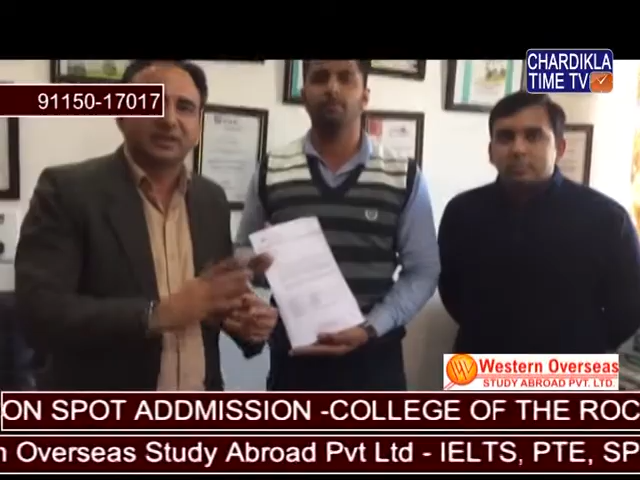 CHARDIKLA
TIME TV
91150-17017
Western Overseas
STUDY ABROAD PVT. LTD.
ON SPOT ADDMISSION -COLLEGE OF THE ROC
n Overseas Study Abroad Pvt Ltd - IELTS, PTE, SP